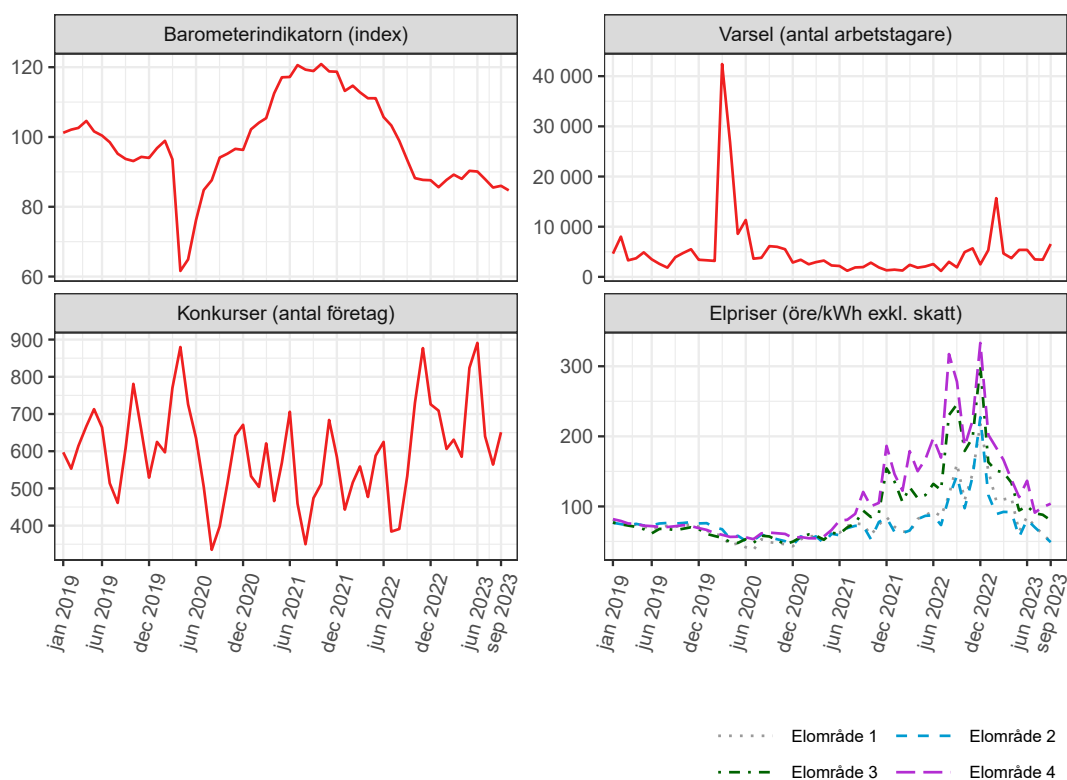 Barometerindikatorn (index)
120
100
80
60
Varsel (antal arbetstagare)
40 000
30 000
20 000
10 000
0
Konkurser (antal företag)
900
800
700
600
500
400
jan 2019
jun 2019
dec 2019
jun 2020
dec 2020
jun 2021
dec 2021
jun 2022
dec 2022
jun 2023
sep 2023
Elpriser (öre/kWh exkl. skatt)
300
200
100
jan 2019
jun 2019
dec 2019
jun 2020
dec 2020
jun 2021
dec 2021
jun 2022
dec 2022
jun 2023
sep 2023
Elområde 1 Elområde 2
Elområde 3 Elområde 4